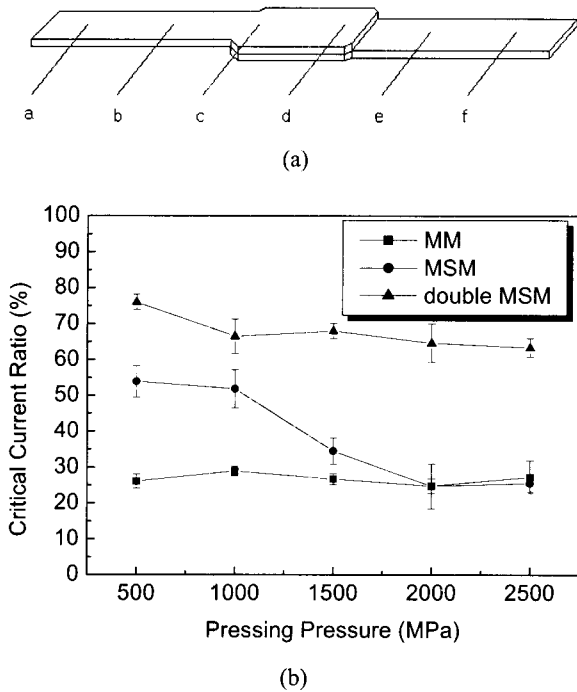 a b c d e f
(a)
100
90
80
70
60
50
40
30
20
10
0
Critical Current Ratio (%)
MM
MSM
double MSM
500 1000 1500 2000 2500
Pressing Pressure (MPa)
(b)